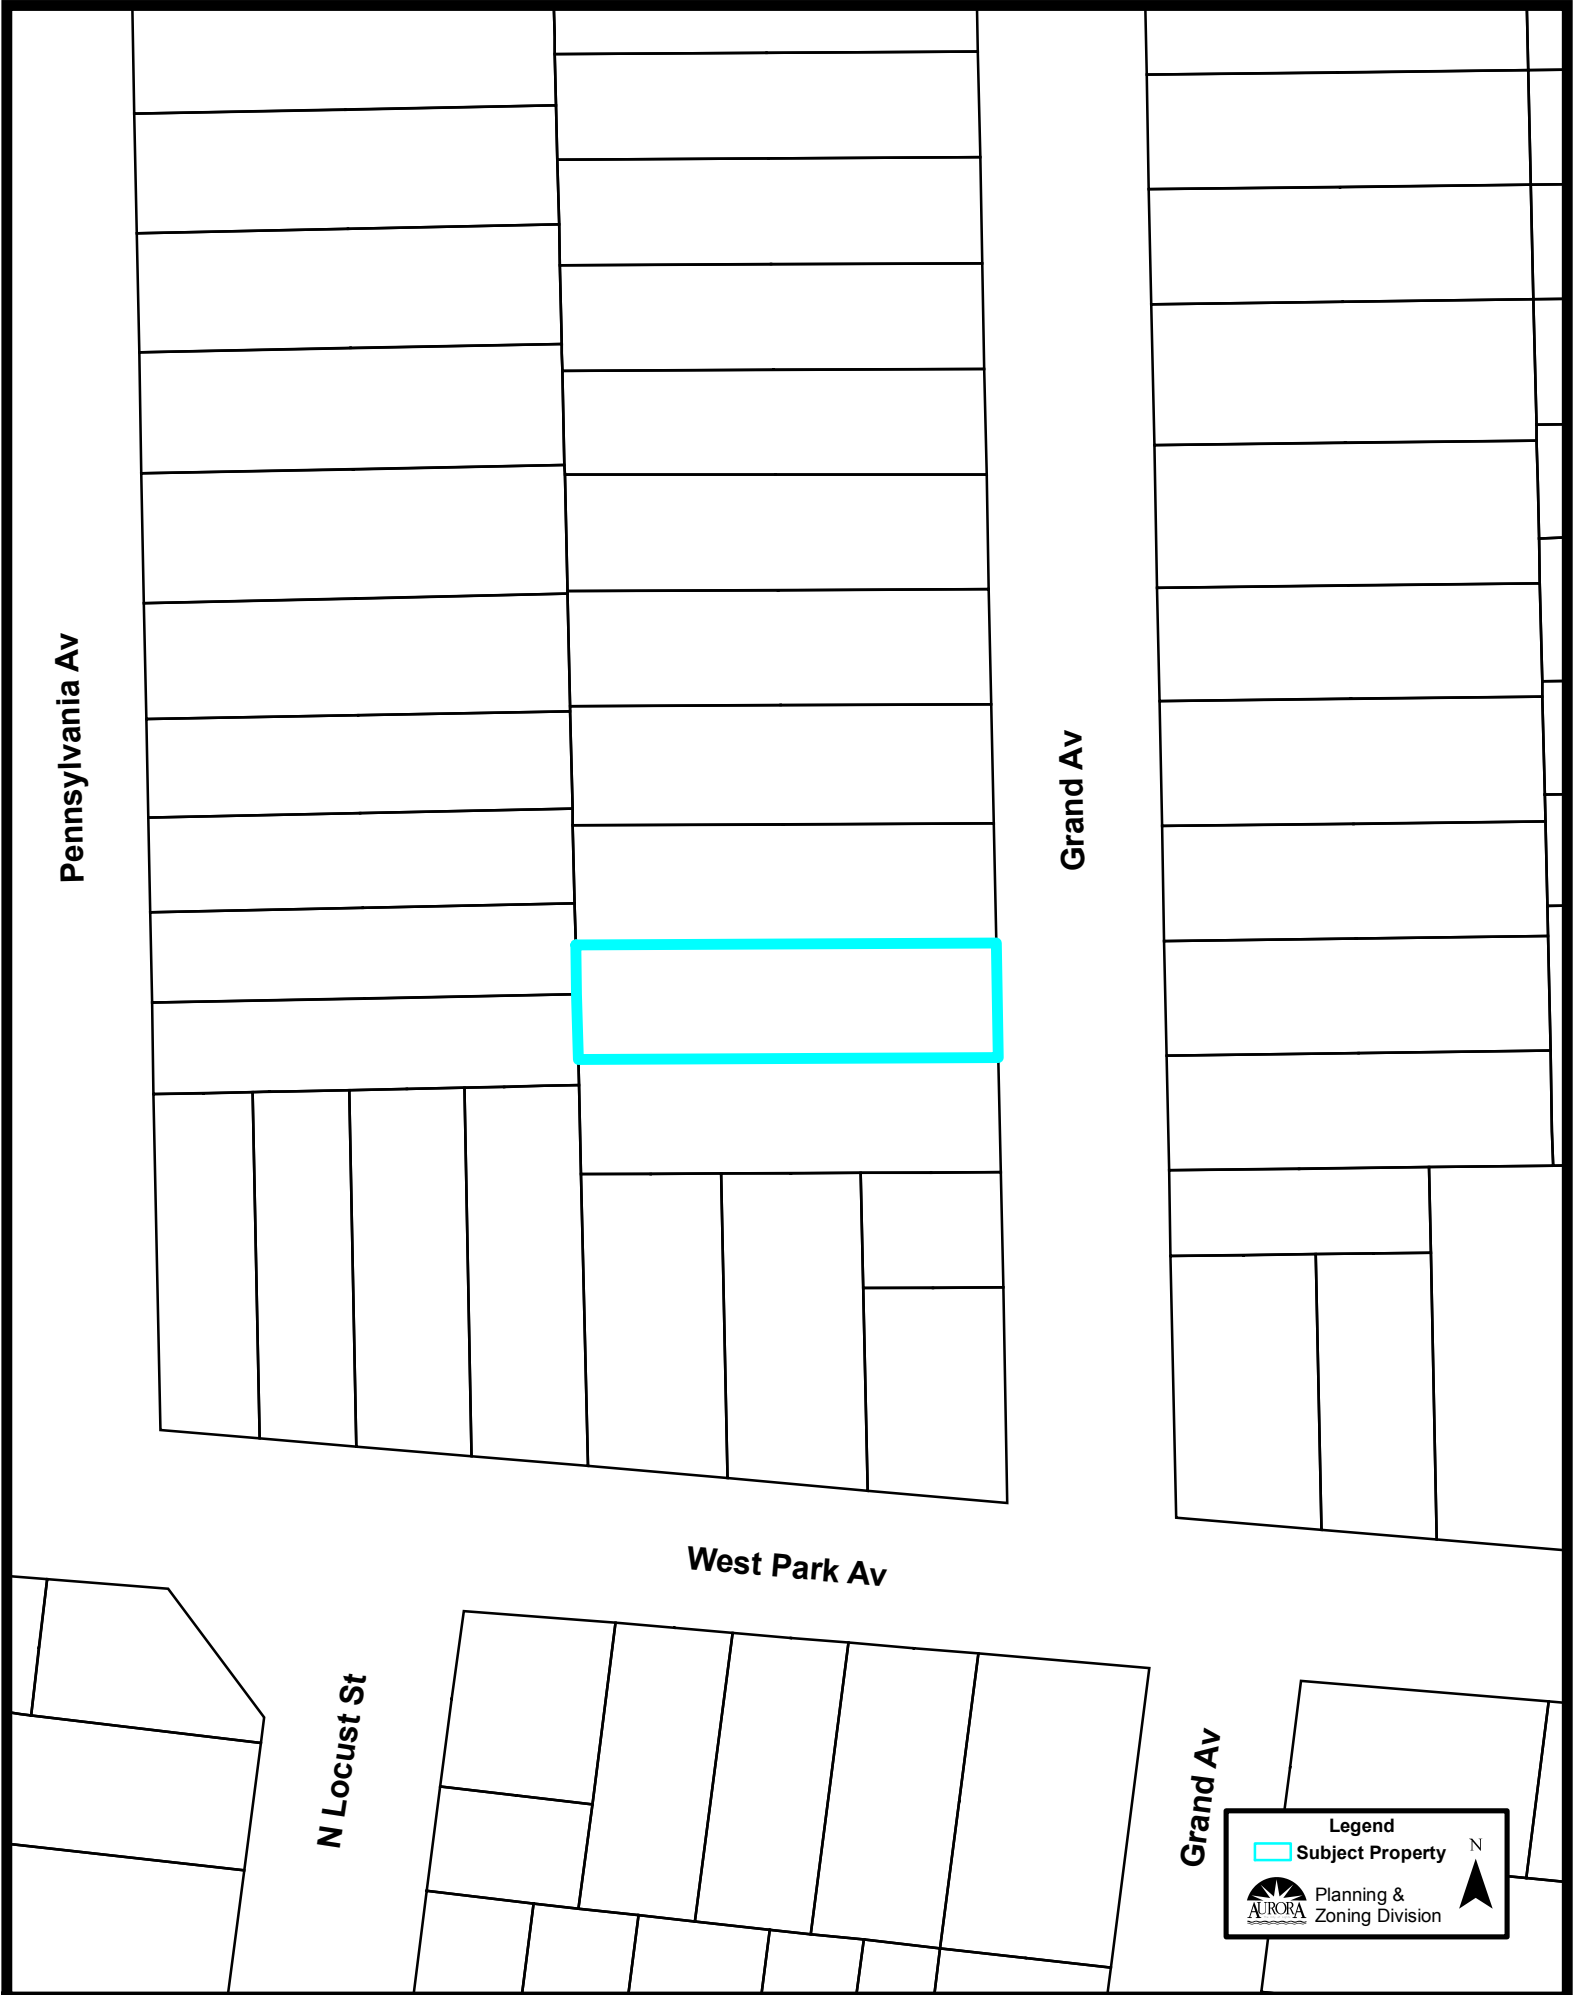 Pennsylvania Av
Grand Av
West Park Av
N Locust St
Grand Av
Legend
Subject Property
N
AURORA
Planning &
Zoning Division